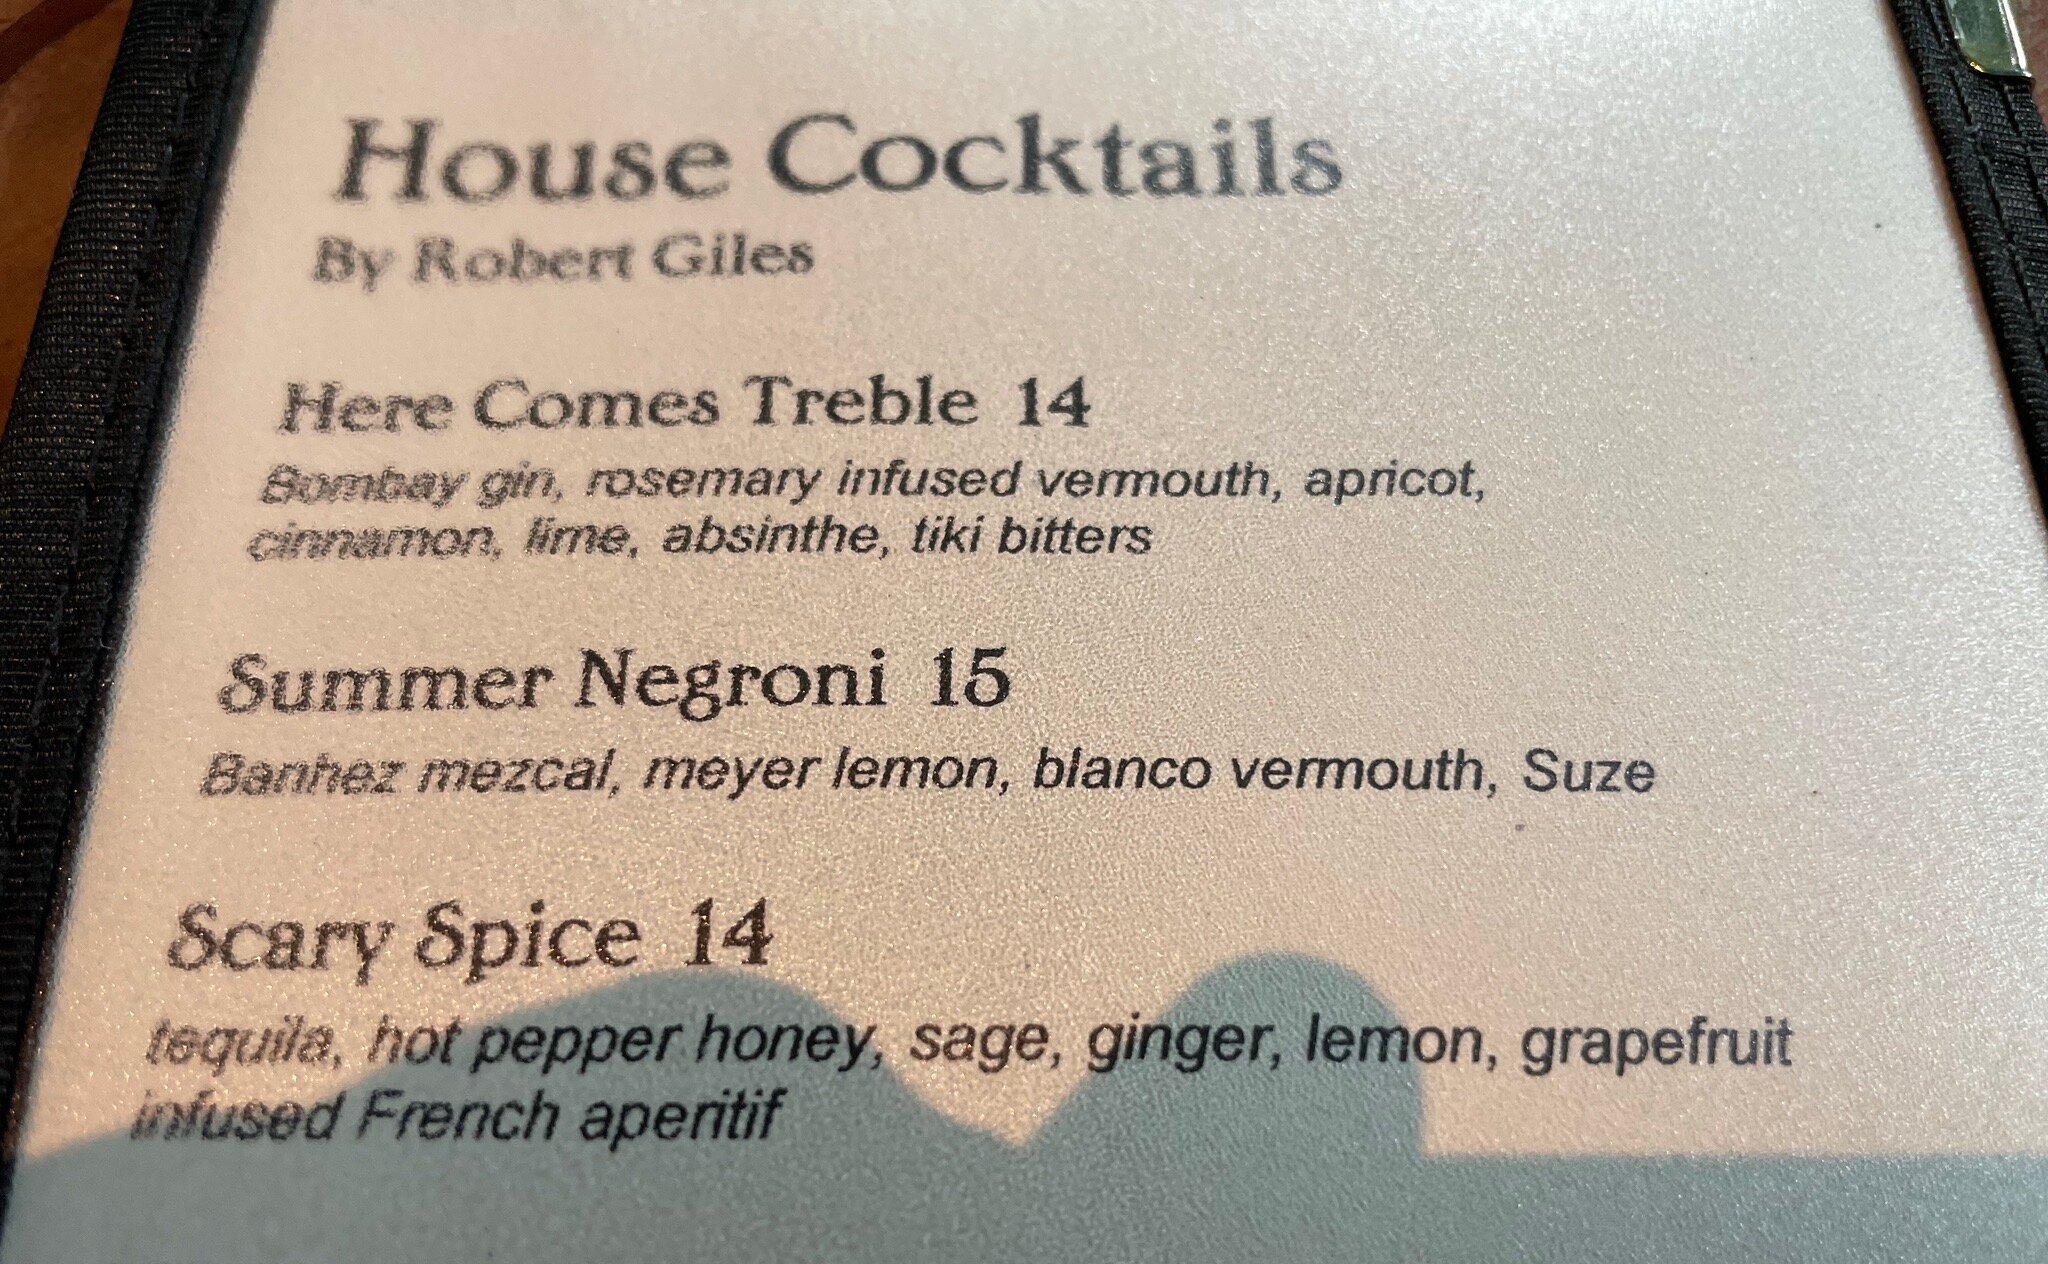 House Cocktails
By Robert Giles
Here Comes Treble 14
Bombay gin, rosemary infused vermouth, apricot,
cinnamon, lime, absinthe, tiki bitters
Summer Negroni 15
Banhez mezcal, meyer lemon, blanco vermouth, Suze
Scary Spice 14
tequila, hot pepper honey, sage, ginger, lemon, grapefruit
infused French aperitif